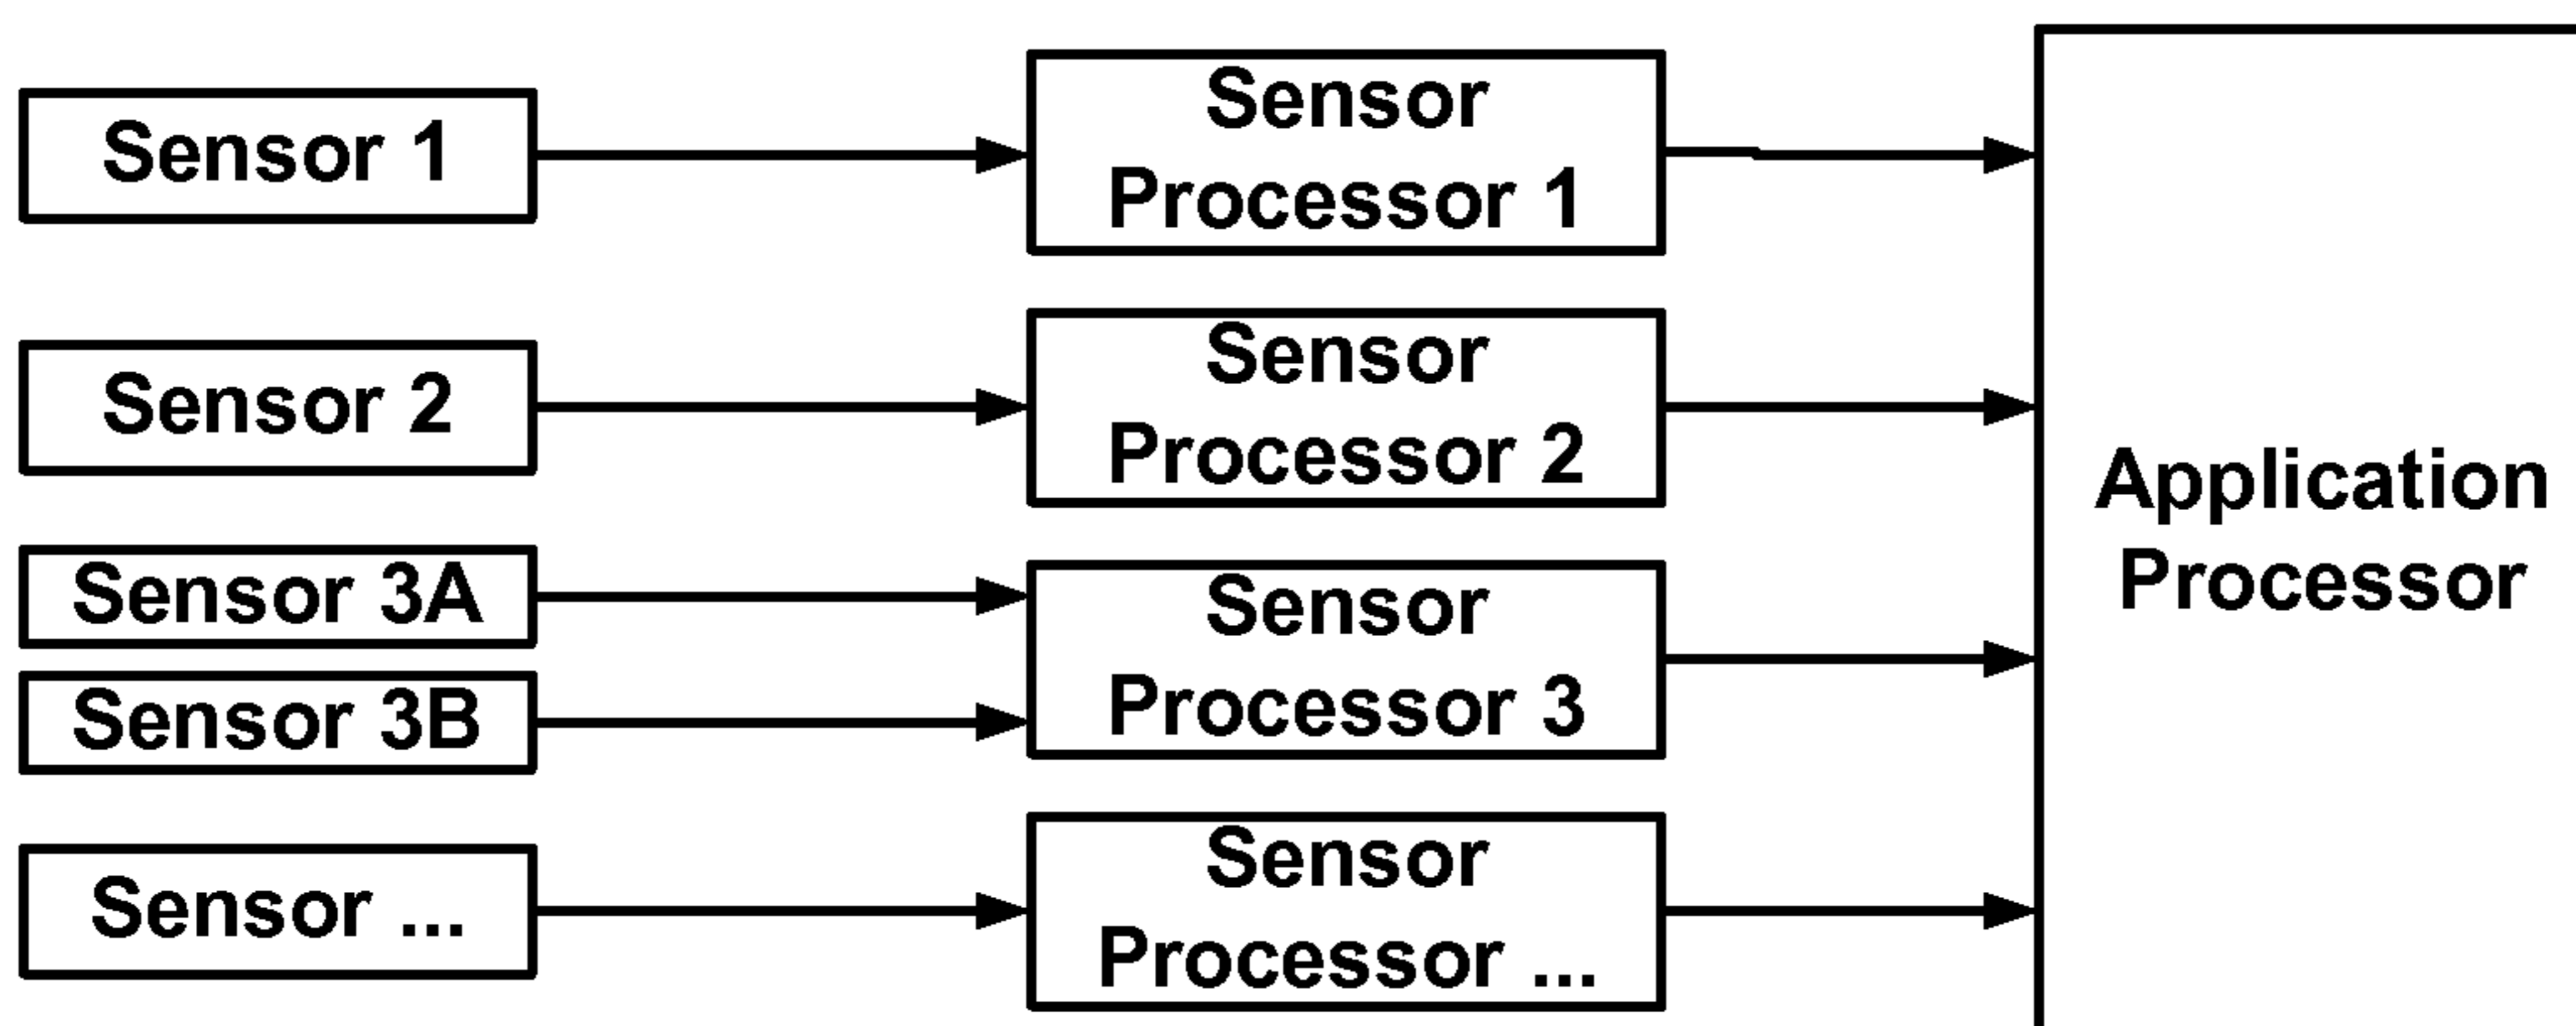 Sensor 1
Sensor
Processor 1
Sensor 2
Sensor
Processor 2
Sensor 3A
Sensor 3B
Sensor
Processor 3
Sensor ...
Sensor
Processor ...
Application
Processor